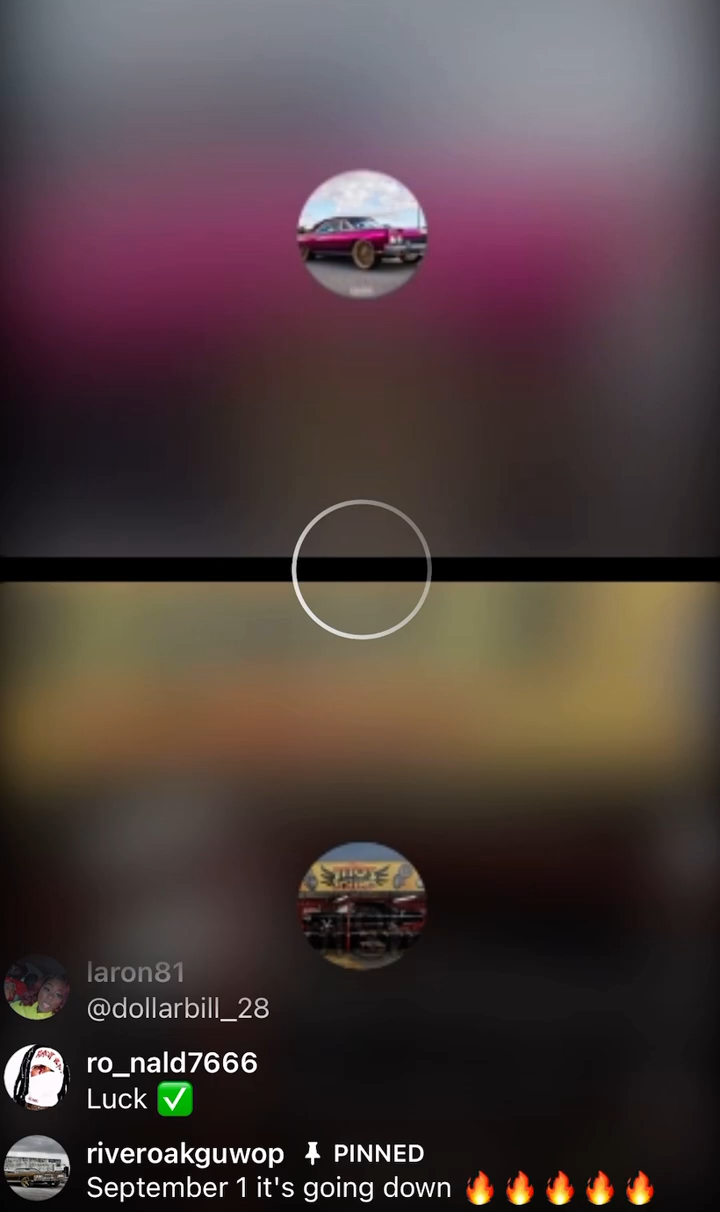 laron81
@dollarbill_28
ro_nald7666
Luck ✅
riveroakguwop 📌 PINNED
September 1 it's going down 🔥🔥🔥🔥🔥